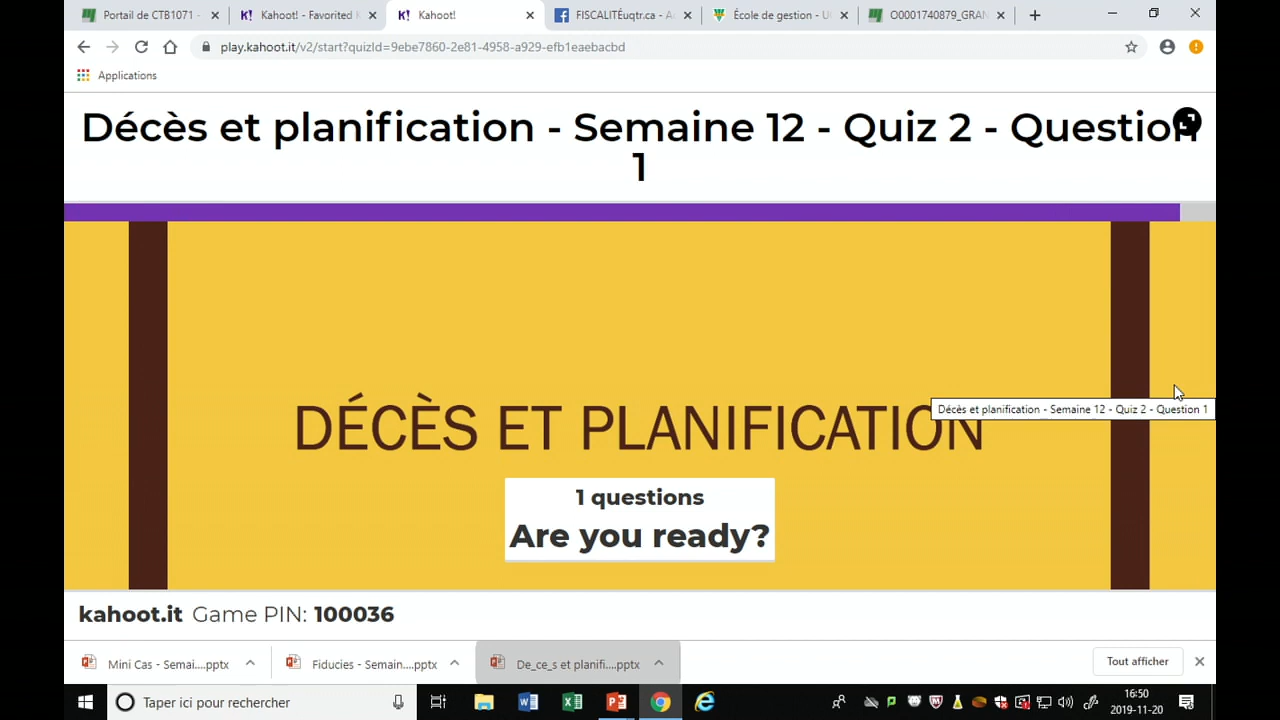 Portail de CTB1071 -
Kahoot! - Favorited
Kahoot!
FISCALITÉuqtr.ca - A
École de gestion - U
O0001740879_GRAN
play.kahoot.it/v2/start?quizId=9ebe7860-2e81-4958-a929-efb1eaebacbd
Applications
Décès et planification - Semaine 12 - Quiz 2 - Question
1
DÉCÈS ET PLANIFICATION
Décès et planification - Semaine 12 - Quiz 2 - Question 1
1 questions
Are you ready?
kahoot.it Game PIN: 100036
Mini Cas - Semai....pptx
Fiducies - Semain....pptx
De_ce_s et planifi....pptx
Tout afficher
Taper ici pour rechercher
16:50
2019-11-20